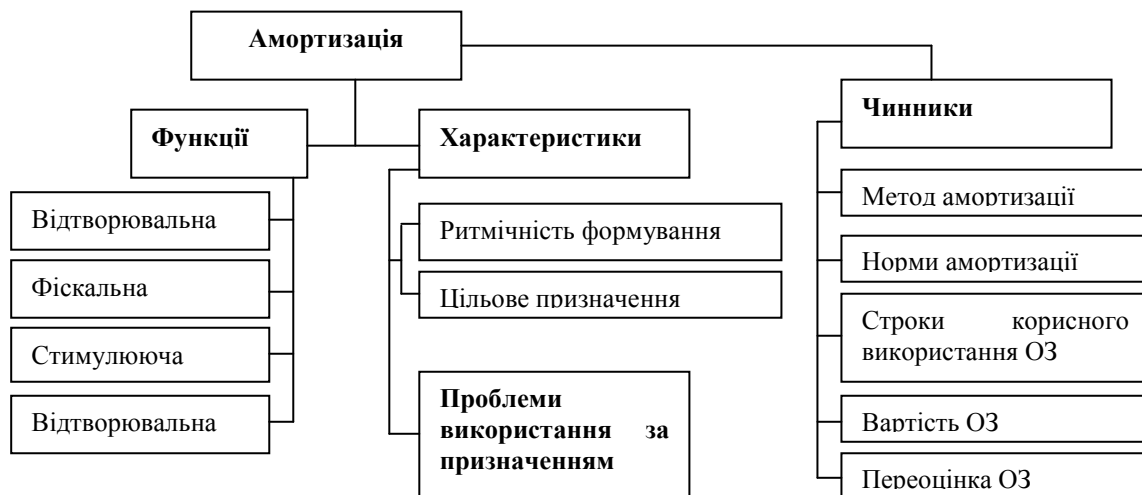 Амортизація
Функції
Відтворювальна
Фіскальна
Стимулююча
Відтворювальна
Характеристики
Ритмічність формування
Цільове призначення
Проблеми
використання за
призначенням
Чинники
Метод амортизації
Норми амортизації
Строки корисного
використання ОЗ
Вартість ОЗ
Переоцінка ОЗ